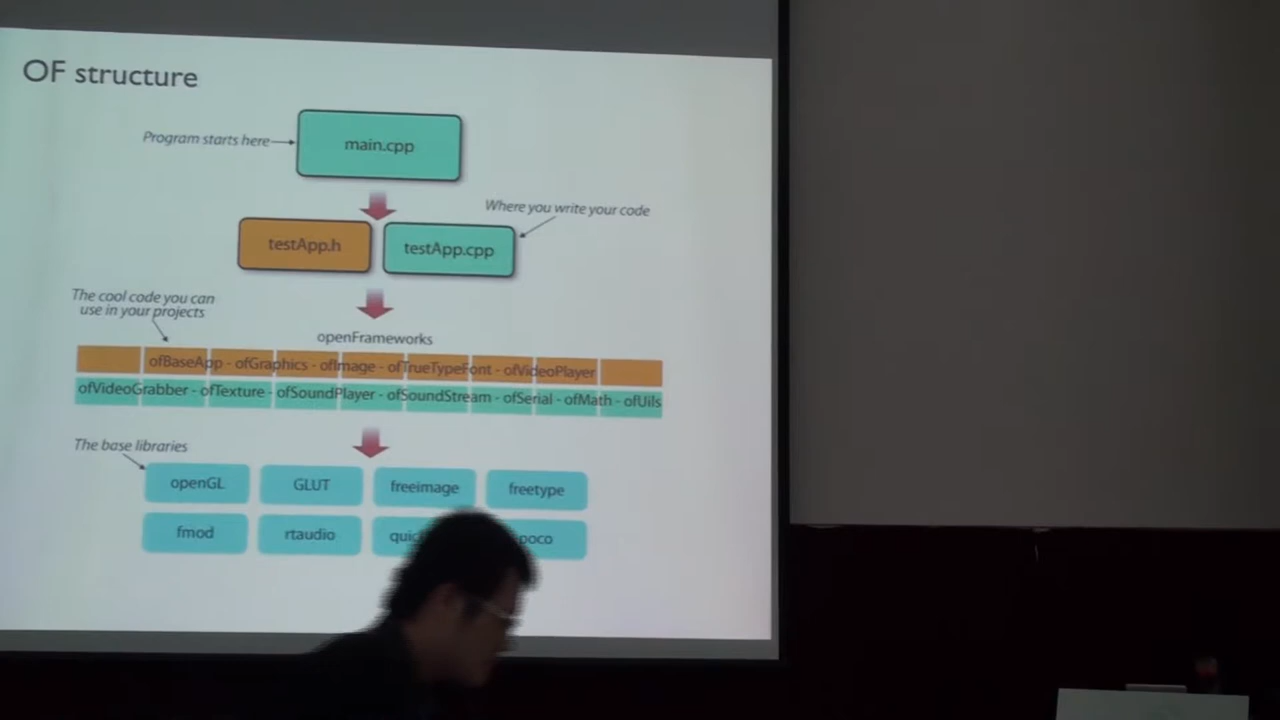 OF structure
Program starts here
main.cpp
Where you write your code
testApp.h
testApp.cpp
The cool code you can
use in your projects
openFrameworks
ofBaseApp - ofGraphics - ofImage - ofTrueTypeFont - ofVideoPlayer
ofVideoGrabber - ofTexture - ofSoundPlayer - ofSoundStream - ofSerial - ofMath - ofUils
The base libraries
openGL
GLUT
freeimage
freetype
fmod
rtaudio
poco